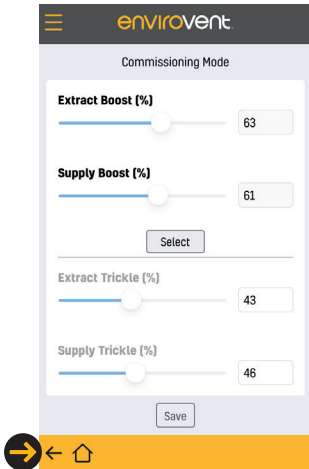 envirovent
Commissioning Mode
Extract Boost (%)
63
Supply Boost (%)
61
Select
Extract Trickle (%)
43
Supply Trickle (%)
46
Save